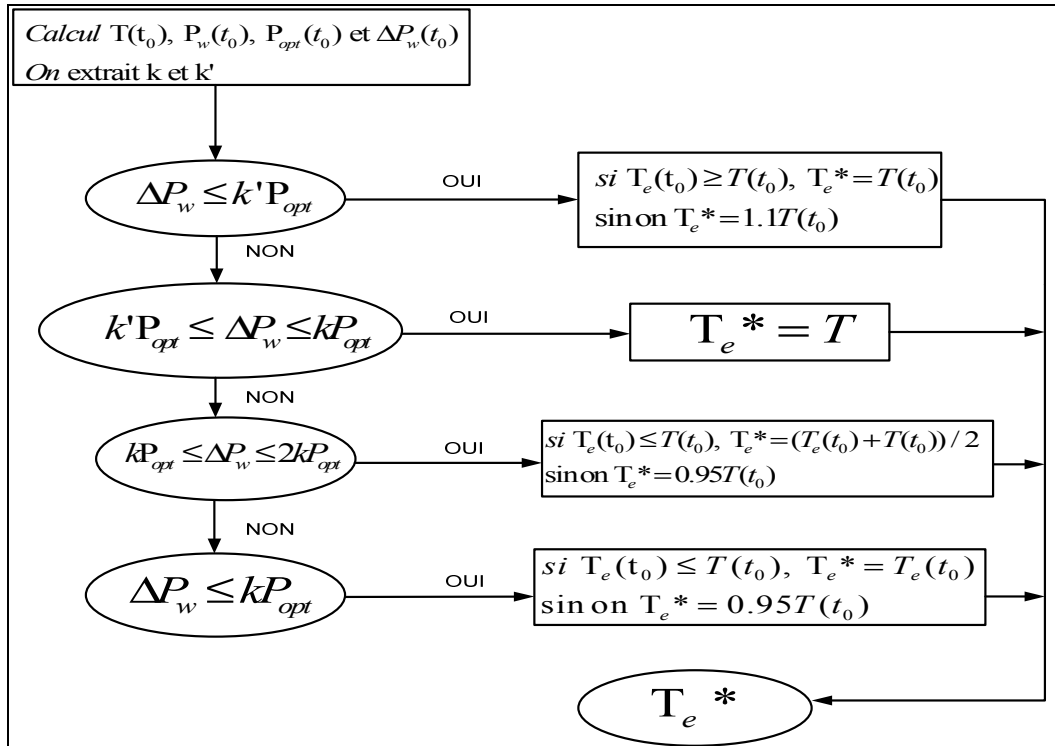 Calcul T(t₀), P_w(t₀), P_opt(t₀) et ΔP_w(t₀)
On extrait k et k'
ΔP_w ≤ k'P_opt
OUI
si T_e(t₀) ≥ T(t₀), T_e* = T(t₀)
sinon T_e* = 1.1T(t₀)
NON
k'P_opt ≤ ΔP_w ≤ kP_opt
OUI
T_e* = T
NON
kP_opt ≤ ΔP_w ≤ 2kP_opt
OUI
si T_e(t₀) ≤ T(t₀), T_e* = (T_e(t₀) + T(t₀)) / 2
sinon T_e* = 0.95T(t₀)
NON
ΔP_w ≤ kP_opt
OUI
si T_e(t₀) ≤ T(t₀), T_e* = T_e(t₀)
sin on T_e* = 0.95T(t₀)
T_e*